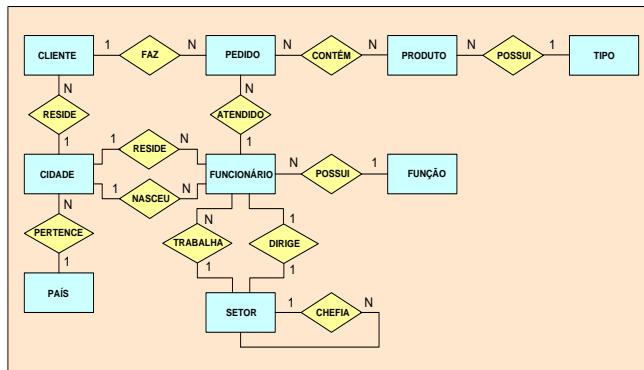 CLIENTE 1 FAZ N PEDIDO N CONTÉM N PRODUTO N POSSUI 1 TIPO
N N
RESIDE ATENDIDO
1 1
CIDADE 1 RESIDE N FUNCIONÁRIO N POSSUI 1 FUNÇÃO
1 NASCEU N
N N 1
PERTENCE TRABALHA DIRIGE
1 1 1
PAÍS SETOR 1 CHEFIA N